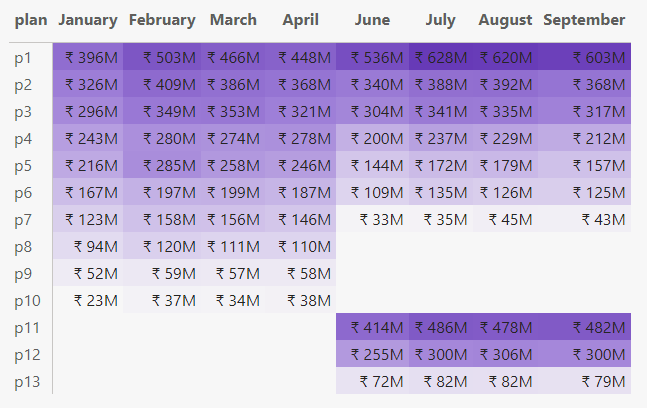 plan January February March April June July August September
p1 ₹ 396M ₹ 503M ₹ 466M ₹ 448M ₹ 536M ₹ 628M ₹ 620M ₹ 603M
p2 ₹ 326M ₹ 409M ₹ 386M ₹ 368M ₹ 340M ₹ 388M ₹ 392M ₹ 368M
p3 ₹ 296M ₹ 349M ₹ 353M ₹ 321M ₹ 304M ₹ 341M ₹ 335M ₹ 317M
p4 ₹ 243M ₹ 280M ₹ 274M ₹ 278M ₹ 200M ₹ 237M ₹ 229M ₹ 212M
p5 ₹ 216M ₹ 285M ₹ 258M ₹ 246M ₹ 144M ₹ 172M ₹ 179M ₹ 157M
p6 ₹ 167M ₹ 197M ₹ 199M ₹ 187M ₹ 109M ₹ 135M ₹ 126M ₹ 125M
p7 ₹ 123M ₹ 158M ₹ 156M ₹ 146M ₹ 33M ₹ 35M ₹ 45M ₹ 43M
p8 ₹ 94M ₹ 120M ₹ 111M ₹ 110M
p9 ₹ 52M ₹ 59M ₹ 57M ₹ 58M
p10 ₹ 23M ₹ 37M ₹ 34M ₹ 38M
p11 ₹ 414M ₹ 486M ₹ 478M ₹ 482M
p12 ₹ 255M ₹ 300M ₹ 306M ₹ 300M
p13 ₹ 72M ₹ 82M ₹ 82M ₹ 79M